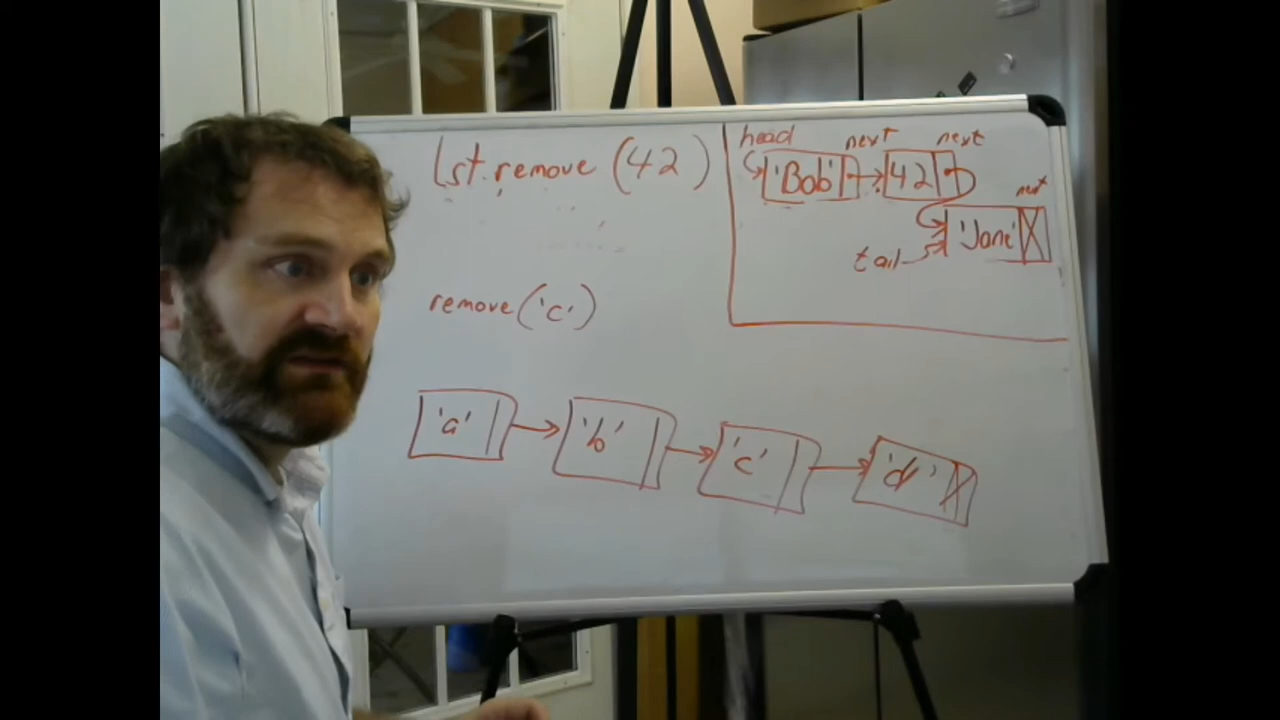 lst.remove(42)
head next next
'Bob' 42
next
'Jane'
tail
remove('c')
'a' 'b' 'c' 'd'